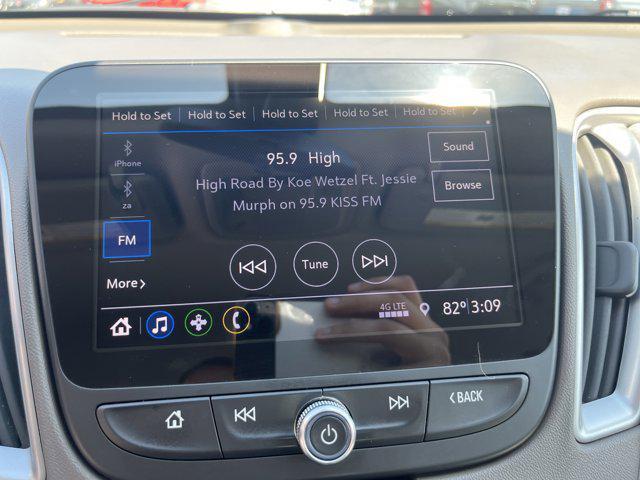 Hold to Set Hold to Set Hold to Set Hold to Set Hold to Set >
iPhone
95.9 High
Sound
High Road By Koe Wetzel Ft. Jessie
Murph on 95.9 KISS FM
Browse
za
FM
Tune
More >
4G LTE 82° 3:09
< BACK